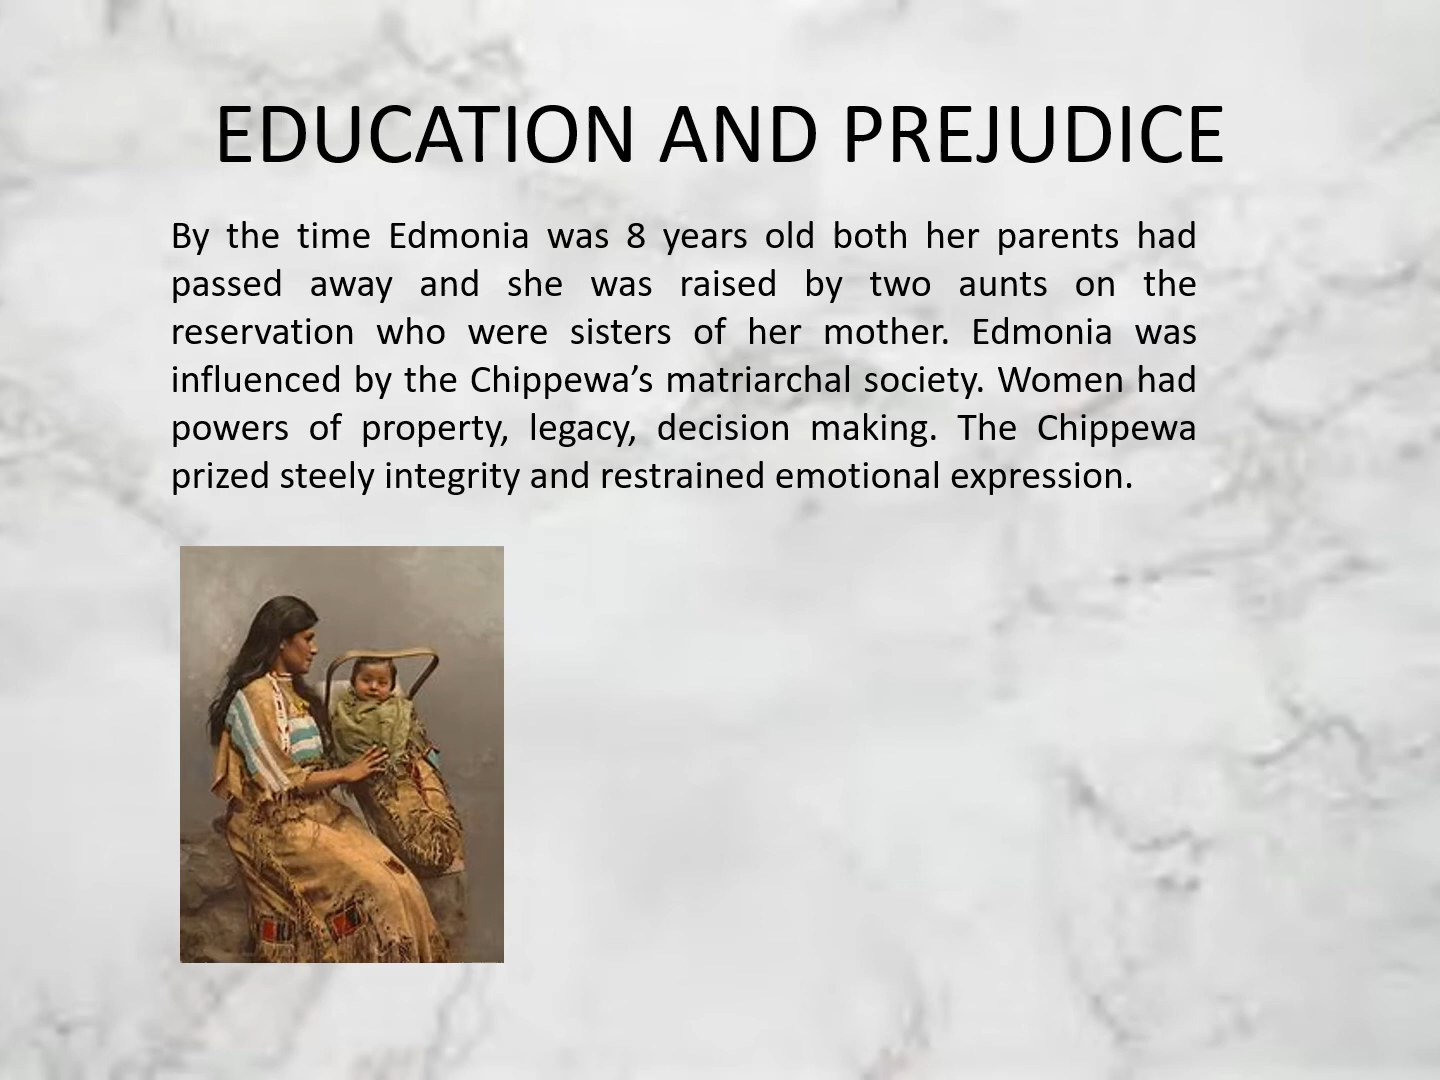 EDUCATION AND PREJUDICE
By the time Edmonia was 8 years old both her parents had
passed away and she was raised by two aunts on the
reservation who were sisters of her mother. Edmonia was
influenced by the Chippewa’s matriarchal society. Women had
powers of property, legacy, decision making. The Chippewa
prized steely integrity and restrained emotional expression.